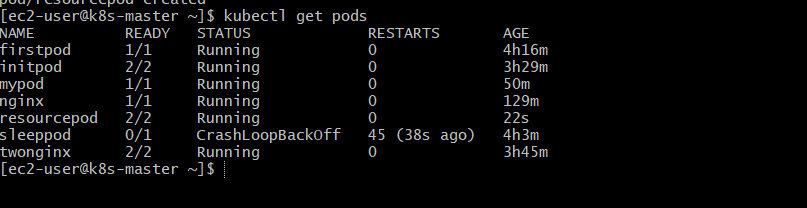 pod/resourcepod created
[ec2-user@k8s-master ~]$ kubectl get pods
NAME READY STATUS RESTARTS AGE
firstpod 1/1 Running 0 4h16m
initpod 2/2 Running 0 3h29m
mypod 1/1 Running 0 50m
nginx 1/1 Running 0 129m
resourcepod 2/2 Running 0 22s
sleeppod 0/1 CrashLoopBackOff 45 (38s ago) 4h3m
twonginx 2/2 Running 0 3h45m
[ec2-user@k8s-master ~]$